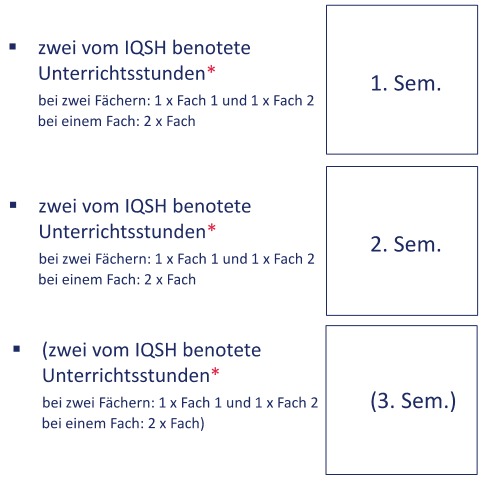 ▪ zwei vom IQSH benotete
Unterrichtsstunden*
bei zwei Fächern: 1 x Fach 1 und 1 x Fach 2
bei einem Fach: 2 x Fach
1. Sem.
▪ zwei vom IQSH benotete
Unterrichtsstunden*
bei zwei Fächern: 1 x Fach 1 und 1 x Fach 2
bei einem Fach: 2 x Fach
2. Sem.
▪ (zwei vom IQSH benotete
Unterrichtsstunden*
bei zwei Fächern: 1 x Fach 1 und 1 x Fach 2
bei einem Fach: 2 x Fach)
(3. Sem.)